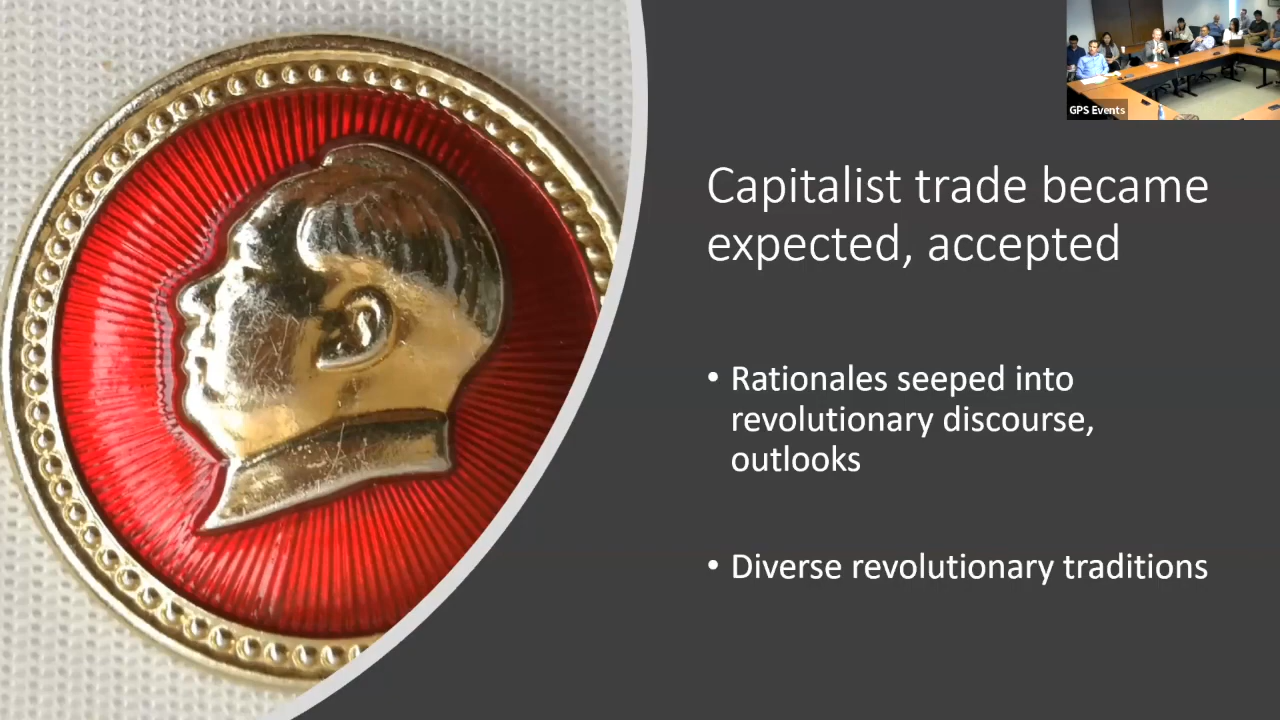 GPS Events
Capitalist trade became
expected, accepted
• Rationales seeped into
revolutionary discourse,
outlooks
• Diverse revolutionary traditions